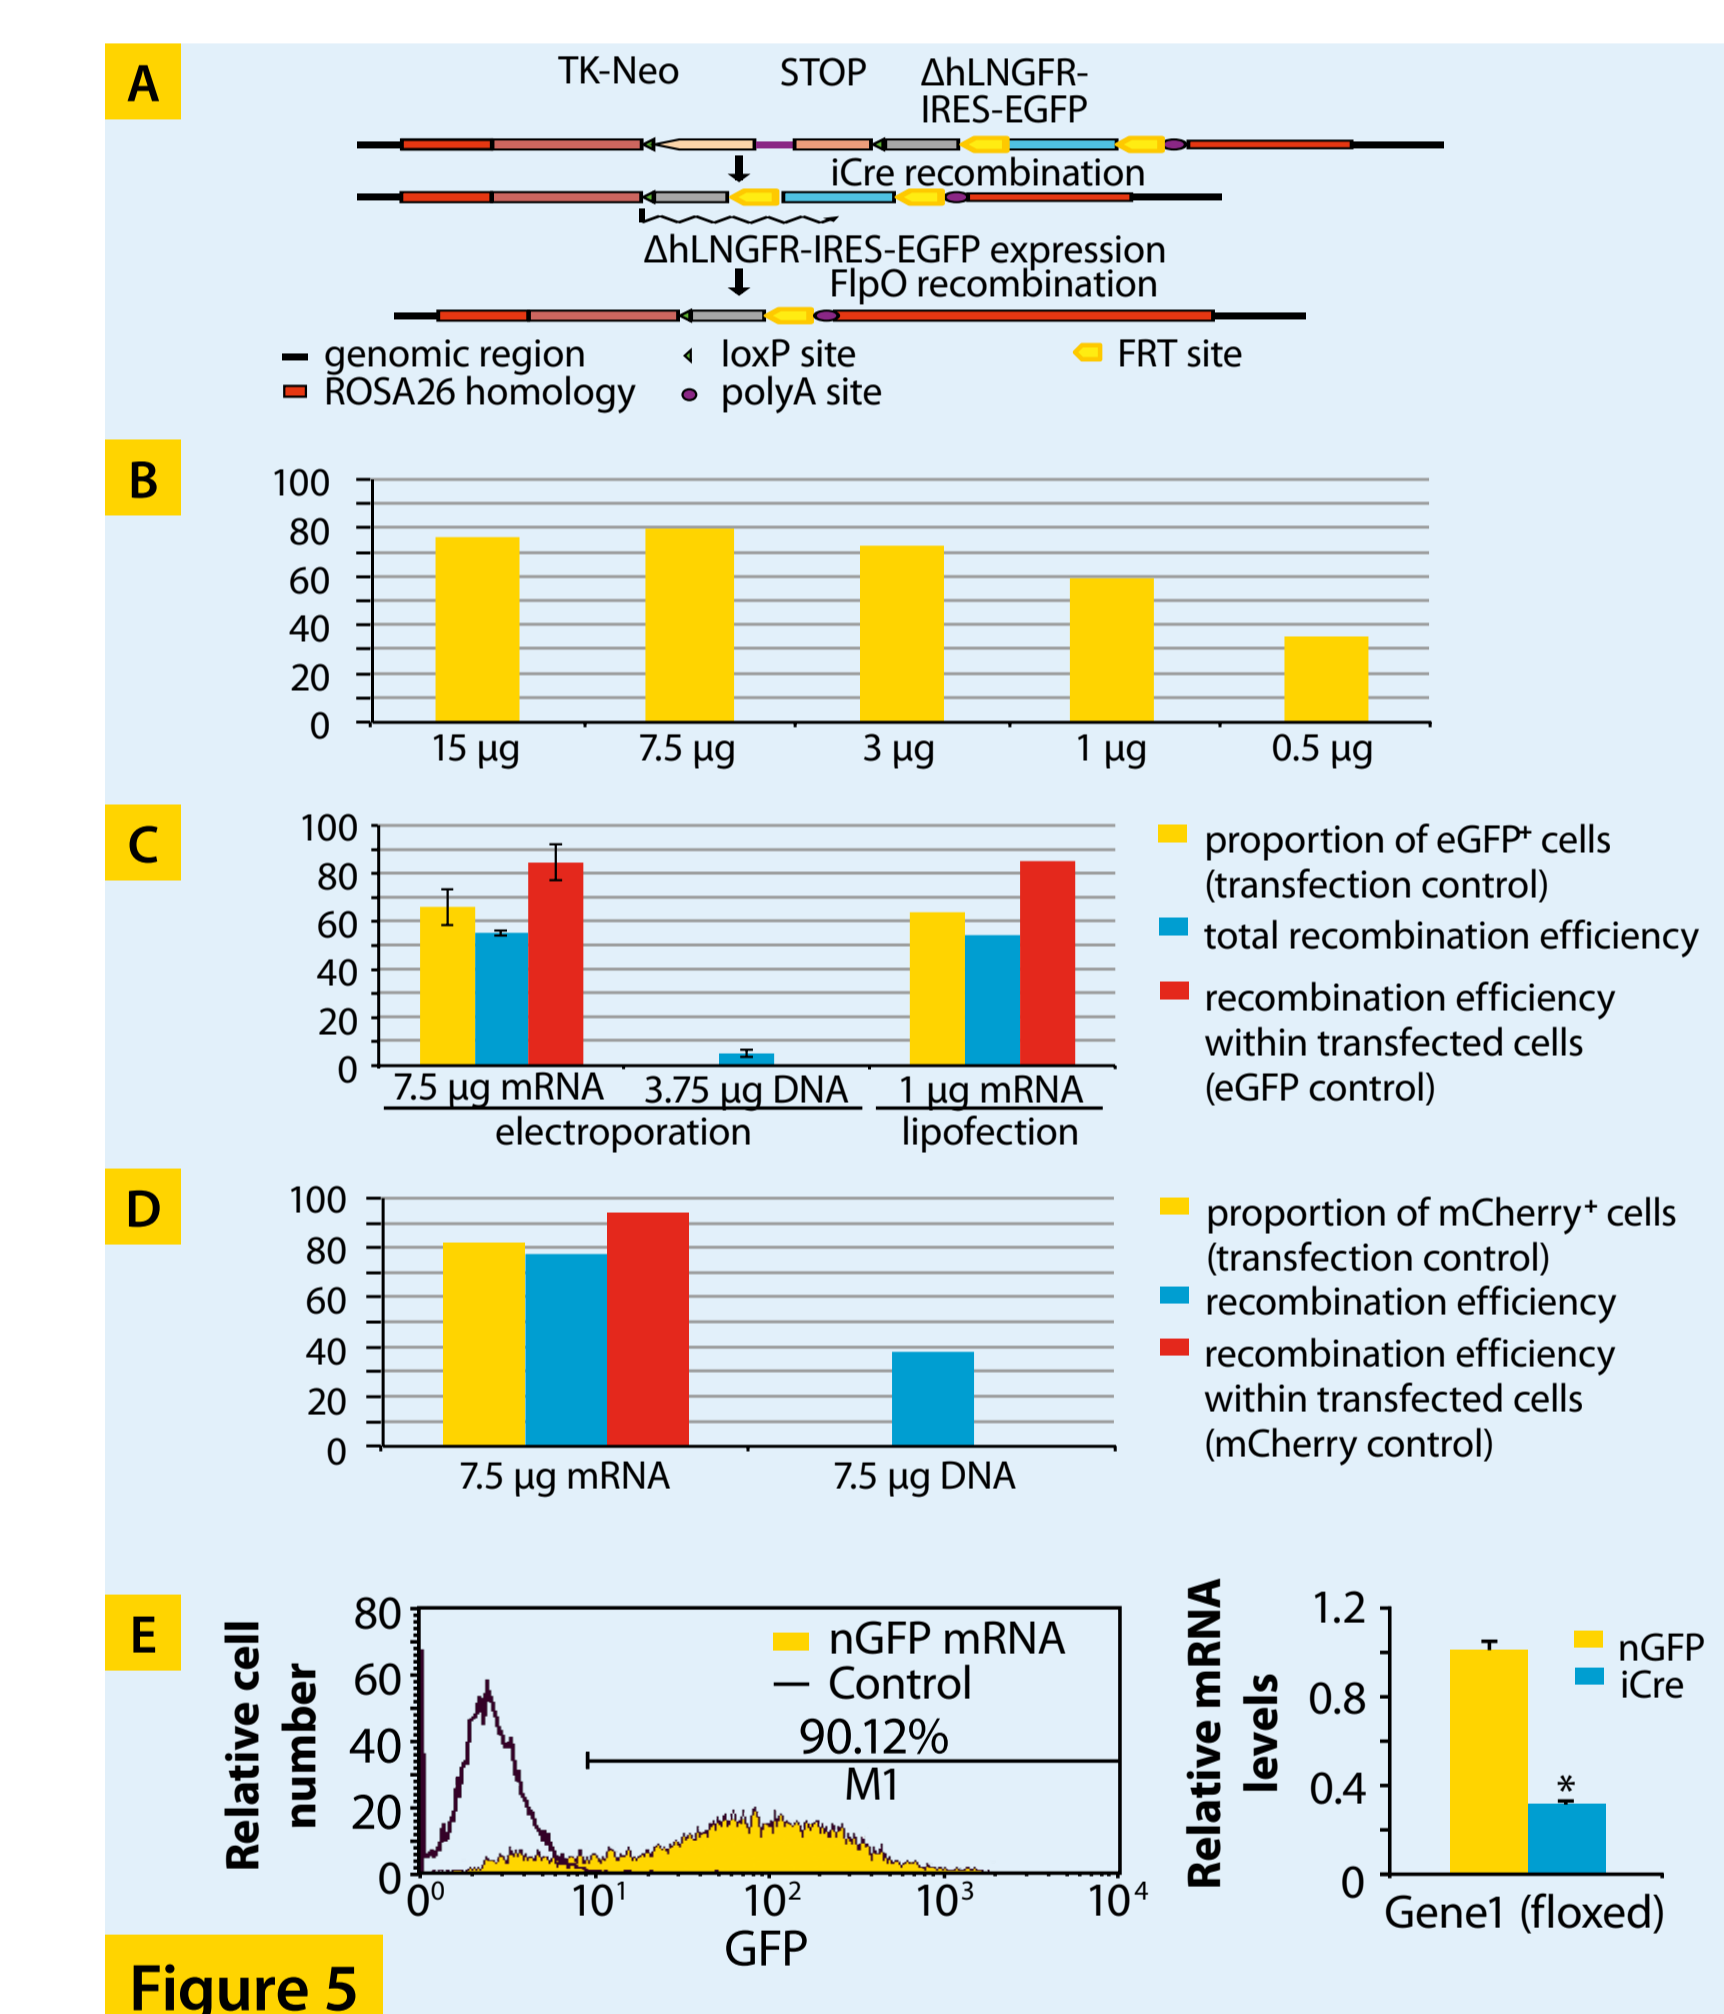 A
TK-Neo STOP ΔhLNGFR-
IRES-EGFP
iCre recombination
ΔhLNGFR-IRES-EGFP expression
FlpO recombination
genomic region loxP site FRT site
ROSA26 homology polyA site
B
100
80
60
40
20
0
15 µg 7.5 µg 3 µg 1 µg 0.5 µg
C
100
80
60
40
20
0
7.5 µg mRNA 3.75 µg DNA 1 µg mRNA
electroporation lipofection
proportion of eGFP⁺ cells
(transfection control)
total recombination efficiency
recombination efficiency
within transfected cells
(eGFP control)
D
100
80
60
40
20
0
7.5 µg mRNA 7.5 µg DNA
proportion of mCherry⁺ cells
(transfection control)
recombination efficiency
recombination efficiency
within transfected cells
(mCherry control)
E
Relative cell
number
80
60
40
20
0
nGFP mRNA
Control
90.12%
M1
0⁰ 10¹ 10² 10³ 10⁴
GFP
Relative mRNA
levels
1.2
0.8
0.4
0
nGFP
iCre
*
Gene1 (floxed)
Figure 5